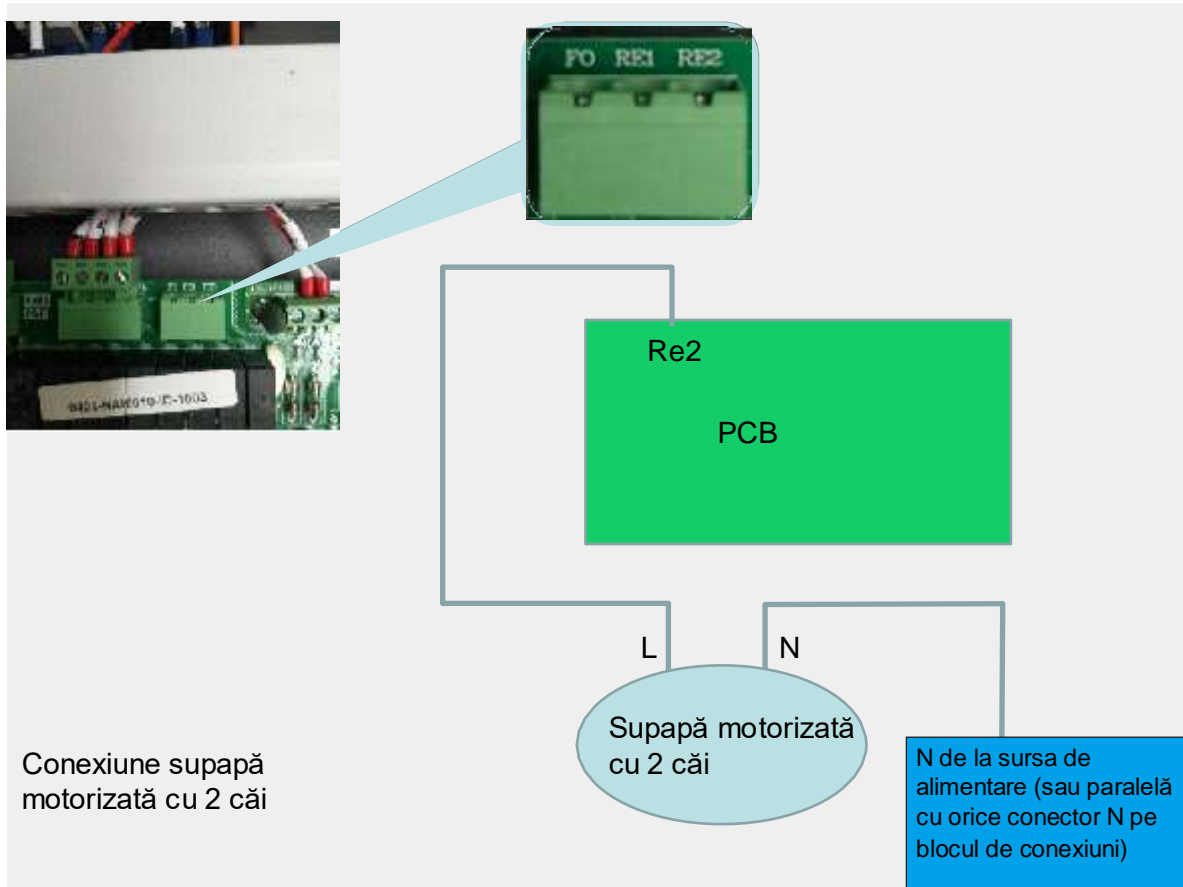 FO RE1 RE2
Re2
PCB
L
N
Supapă motorizată
cu 2 căi
Conexiune supapă
motorizată cu 2 căi
N de la sursa de
alimentare (sau paralelă
cu orice conector N pe
blocul de conexiuni)